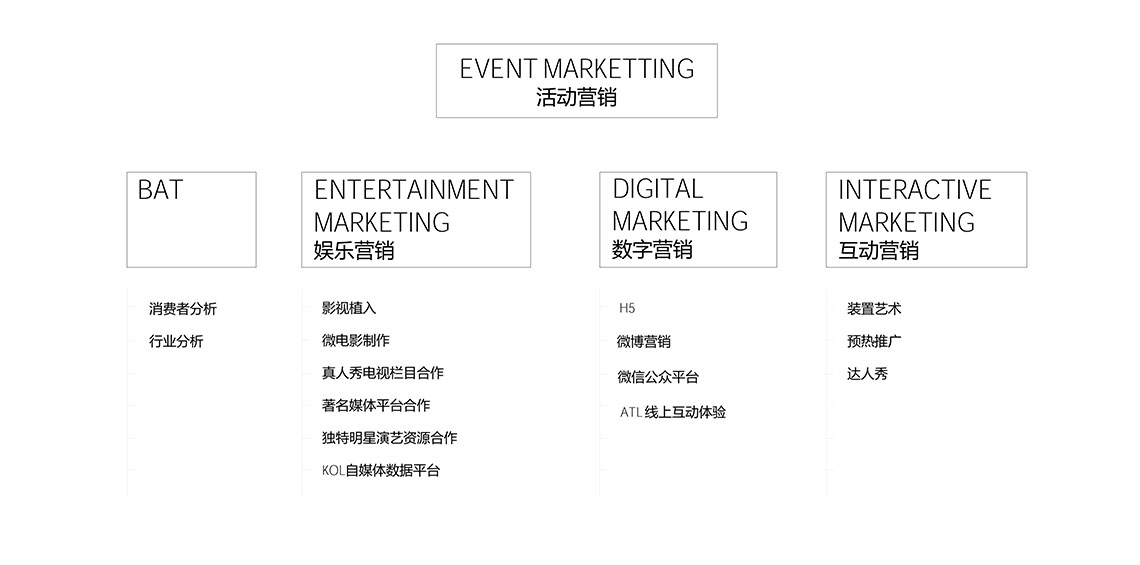 EVENT MARKETTING
活动营销
BAT
消费者分析
行业分析
ENTERTAINMENT
MARKETING
娱乐营销
影视植入
微电影制作
真人秀电视栏目合作
著名媒体平台合作
独特明星演艺资源合作
KOL自媒体数据平台
DIGITAL
MARKETING
数字营销
H5
微博营销
微信公众平台
ATL 线上互动体验
INTERACTIVE
MARKETING
互动营销
装置艺术
预热推广
达人秀